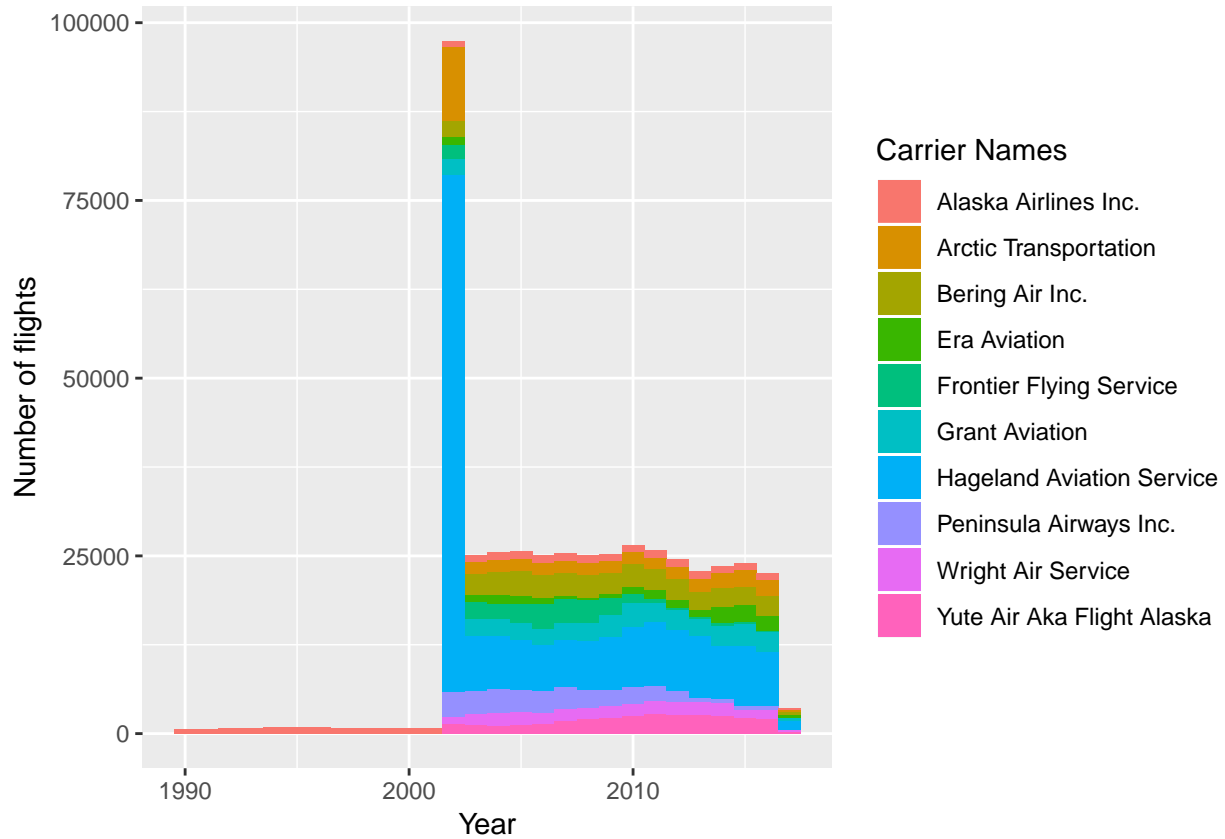 100000
75000
50000
25000
0
Number of flights
1990
2000
2010
Year
Carrier Names
Alaska Airlines Inc.
Arctic Transportation
Bering Air Inc.
Era Aviation
Frontier Flying Service
Grant Aviation
Hageland Aviation Service
Peninsula Airways Inc.
Wright Air Service
Yute Air Aka Flight Alaska